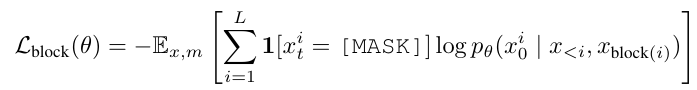 $$\mathcal{L}_{\text{block}}(\theta) = -\mathbb{E}_{x,m}\left[\sum_{i=1}^{L} \mathbf{1}[x_t^i = \texttt{[MASK]}] \log p_\theta(x_0^i \mid x_{<i}, x_{\text{block}(i)})\right]$$